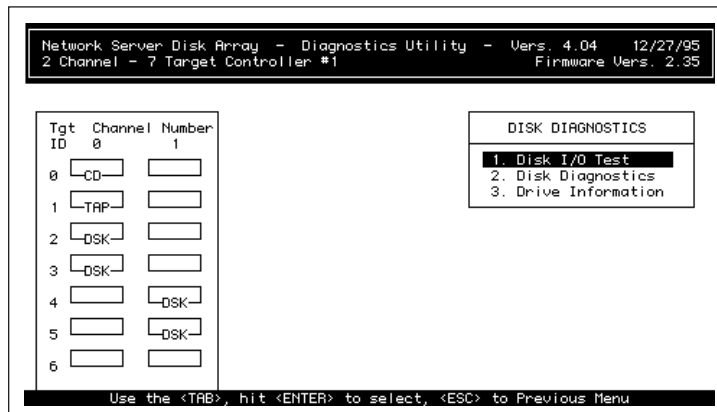 Network Server Disk Array - Diagnostics Utility - Vers. 4.04 12/27/95
2 Channel - 7 Target Controller #1 Firmware Vers. 2.35
Tgt Channel Number
ID 0 1
0 CD
1 TAP
2 DSK
3 DSK
4 DSK
5 DSK
6
DISK DIAGNOSTICS
1. Disk I/O Test
2. Disk Diagnostics
3. Drive Information
Use the <TAB>, hit <ENTER> to select, <ESC> to Previous Menu